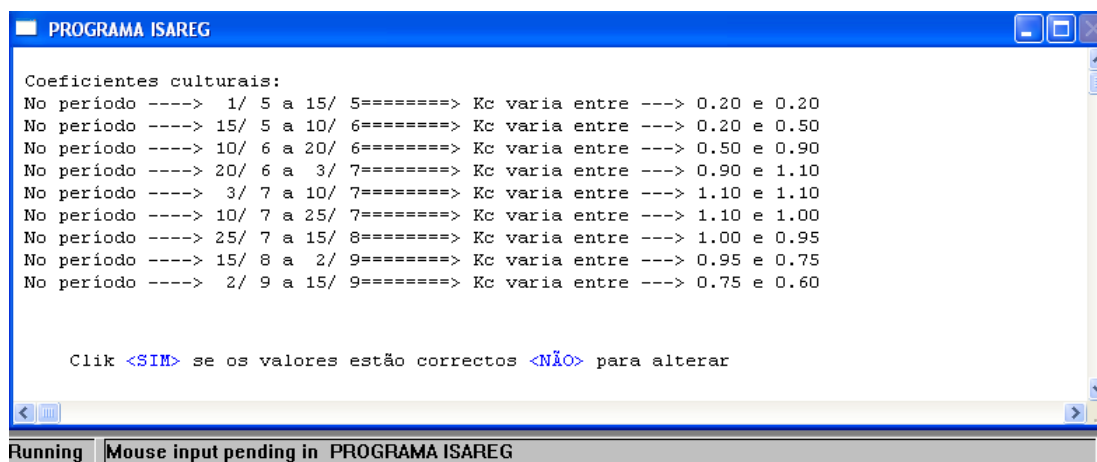 PROGRAMA ISAREG
Coeficientes culturais:
No período ----> 1/ 5 a 15/ 5========> Kc varia entre ---> 0.20 e 0.20
No período ----> 15/ 5 a 10/ 6========> Kc varia entre ---> 0.20 e 0.50
No período ----> 10/ 6 a 20/ 6========> Kc varia entre ---> 0.50 e 0.90
No período ----> 20/ 6 a 3/ 7========> Kc varia entre ---> 0.90 e 1.10
No período ----> 3/ 7 a 10/ 7========> Kc varia entre ---> 1.10 e 1.10
No período ----> 10/ 7 a 25/ 7========> Kc varia entre ---> 1.10 e 1.00
No período ----> 25/ 7 a 15/ 8========> Kc varia entre ---> 1.00 e 0.95
No período ----> 15/ 8 a 2/ 9========> Kc varia entre ---> 0.95 e 0.75
No período ----> 2/ 9 a 15/ 9========> Kc varia entre ---> 0.75 e 0.60
Clik <SIM> se os valores estão correctos <NÃO> para alterar
Running Mouse input pending in PROGRAMA ISAREG